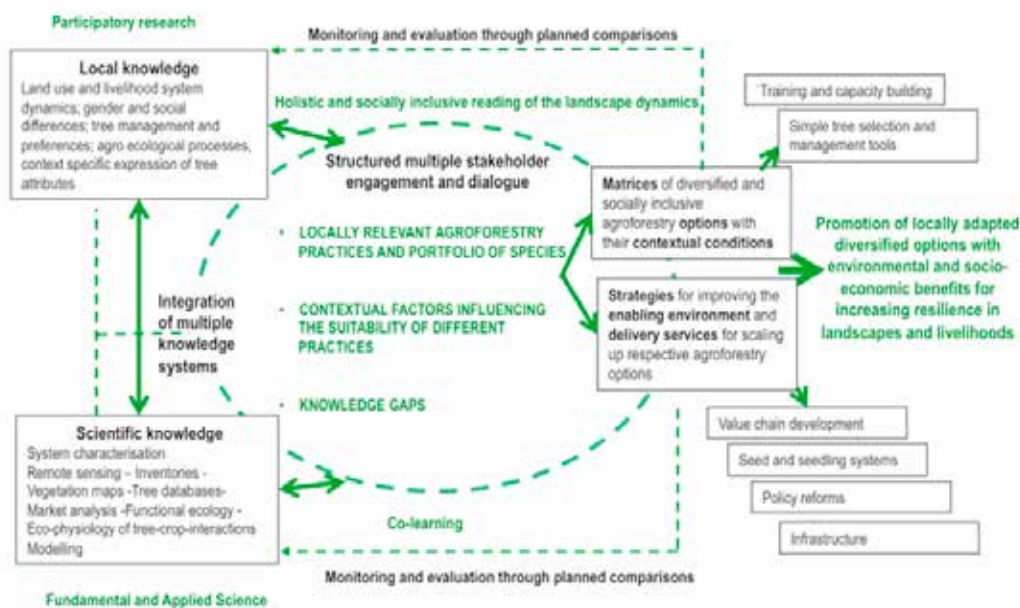 Participatory research
Monitoring and evaluation through planned comparisons
Local knowledge
Land use and livelihood system
dynamics; gender and social
differences; tree management and
preferences; agro ecological processes,
context specific expression of tree
attributes
Holistic and socially inclusive reading of the landscape dynamics
Structured multiple stakeholder
engagement and dialogue
• LOCALLY RELEVANT AGROFORESTRY
PRACTICES AND PORTFOLIO OF SPECIES
• CONTEXTUAL FACTORS INFLUENCING
THE SUITABILITY OF DIFFERENT
PRACTICES
• KNOWLEDGE GAPS
Integration
of multiple
knowledge
systems
Matrices of diversified and
socially inclusive
agroforestry options with
their contextual conditions
Strategies for improving the
enabling environment and
delivery services for scaling
up respective agroforestry
options
Training and capacity building
Simple tree selection and
management tools
Promotion of locally adapted
diversified options with
environmental and socio-
economic benefits for
increasing resilience in
landscapes and livelihoods
Value chain development
Seed and seedling systems
Policy reforms
Infrastructure
Scientific knowledge
System characterisation
Remote sensing – Inventories -
Vegetation maps -Tree databases-
Market analysis -Functional ecology -
Eco-physiology of tree-crop-interactions
Modelling
Co-learning
Monitoring and evaluation through planned comparisons
Fundamental and Applied Science